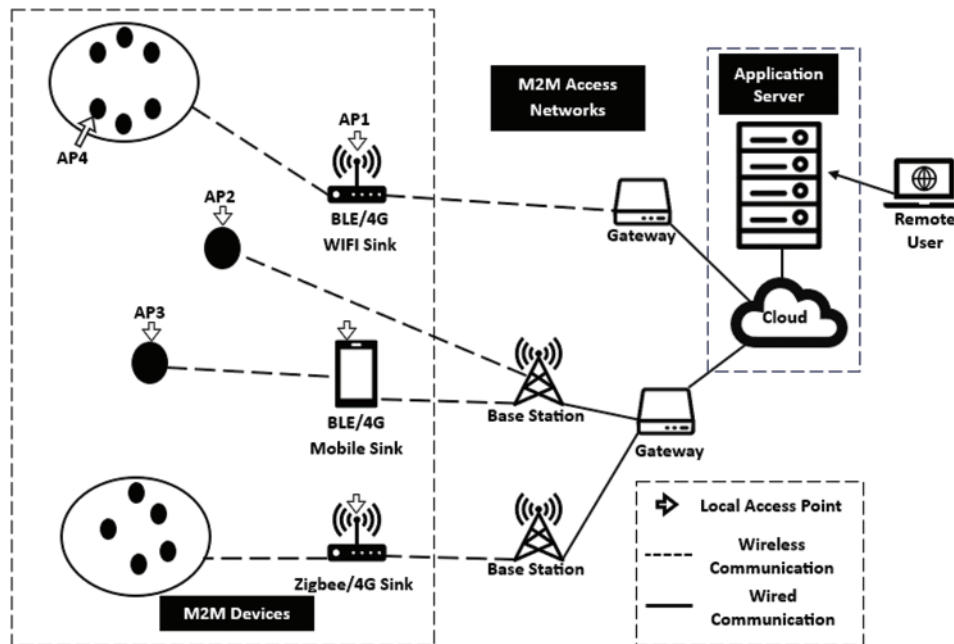 M2M Access
Networks
Application
Server
AP1
AP4
AP2
BLE/4G
WIFI Sink
Gateway
Remote
User
AP3
Cloud
BLE/4G
Mobile Sink
Base Station
Gateway
Zigbee/4G Sink
Base Station
M2M Devices
Local Access Point
Wireless
Communication
Wired
Communication